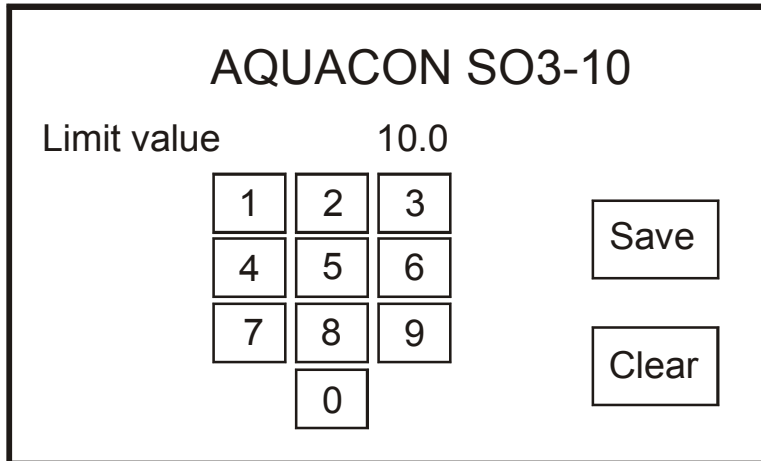 AQUACON SO3-10
Limit value 10.0
1 2 3
Save
4 5 6
7 8 9
Clear
0